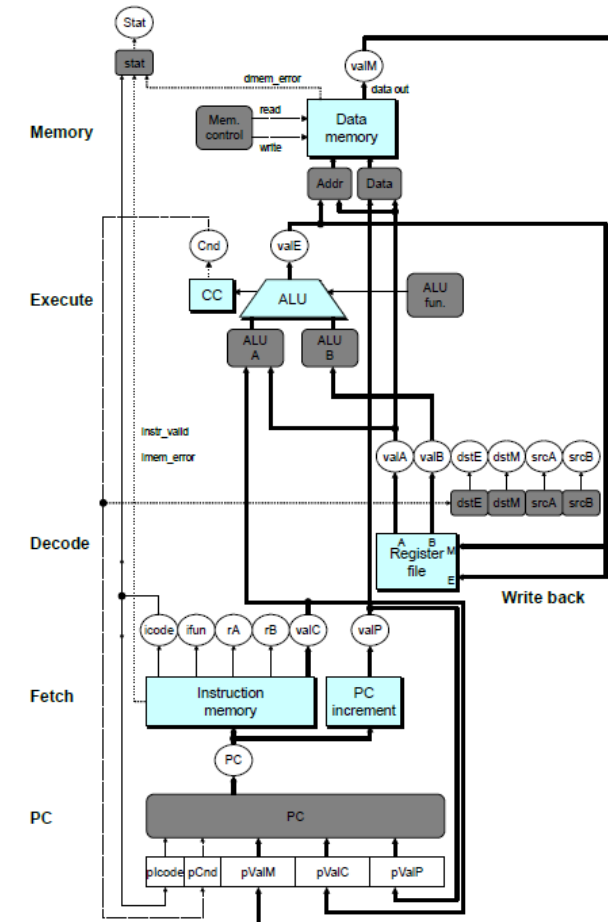 Stat
stat
dmem_error
valM
data out
Memory
Mem.
control
read
write
Data
memory
Addr
Data
Cnd
valE
Execute
CC
ALU
ALU
fun.
ALU
A
ALU
B
Instr_valid
Imem_error
valA
valB
dstE
dstM
srcA
srcB
dstE
dstM
srcA
srcB
Decode
A
B
M
Register
file
E
Write back
icode
ifun
rA
rB
valC
valP
Fetch
Instruction
memory
PC
increment
PC
PC
PC
pIcode
pCnd
pValM
pValC
pValP